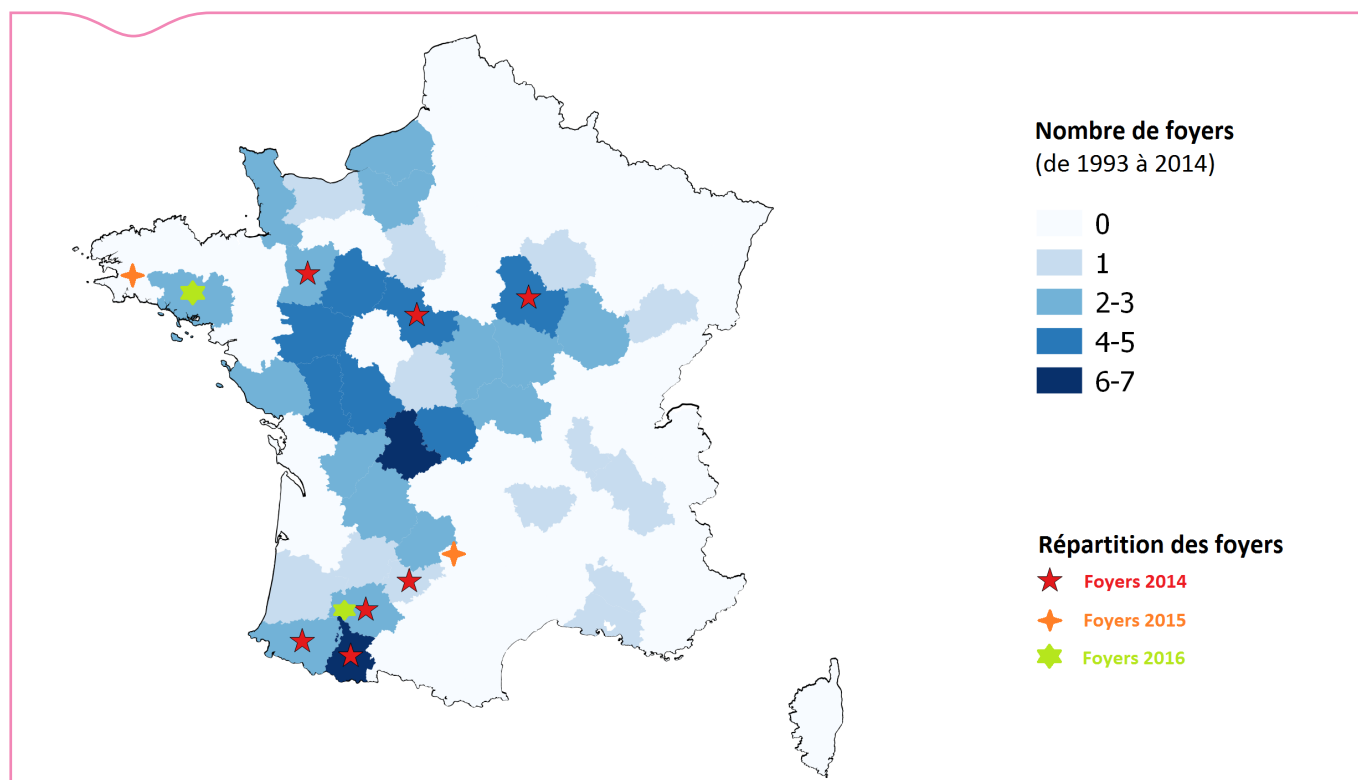 Nombre de foyers
(de 1993 à 2014)
0
1
2-3
4-5
6-7
Répartition des foyers
Foyers 2014
Foyers 2015
Foyers 2016